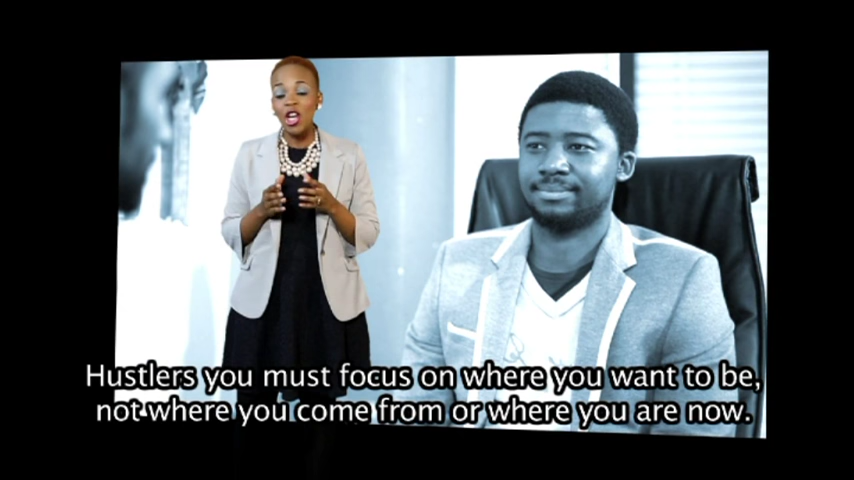 Hustlers you must focus on where you want to be,
not where you come from or where you are now.